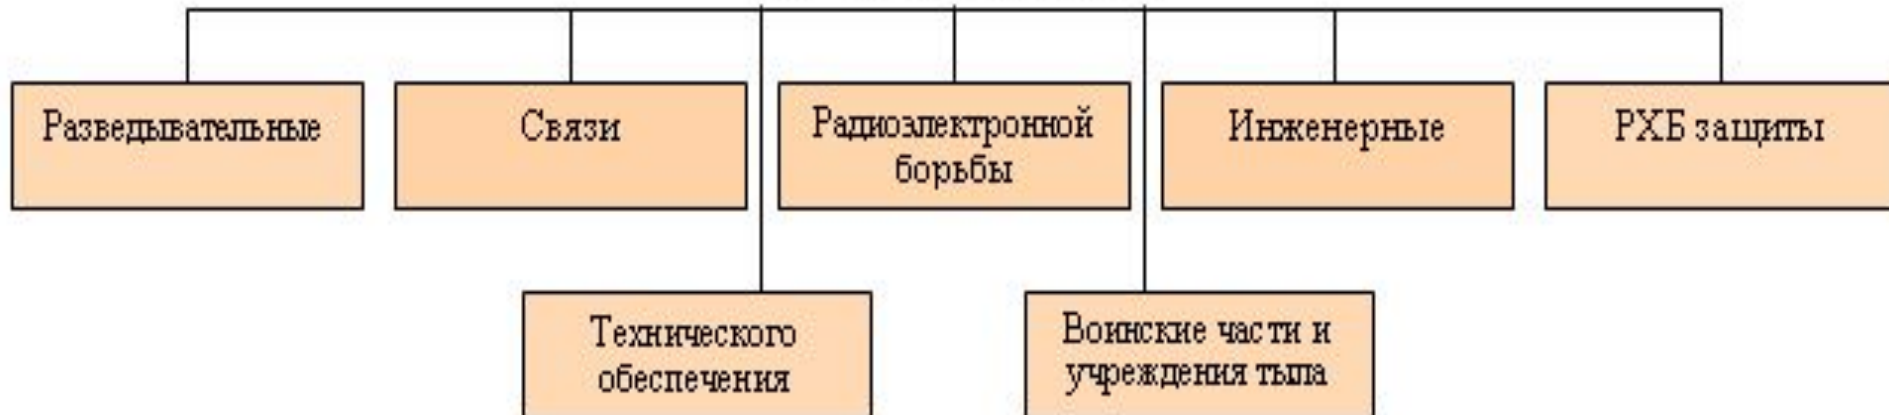 Разведывательные
Связи
Радиоэлектронной
борьбы
Инженерные
РХБ защиты
Технического
обеспечения
Воинские части и
учреждения тыла